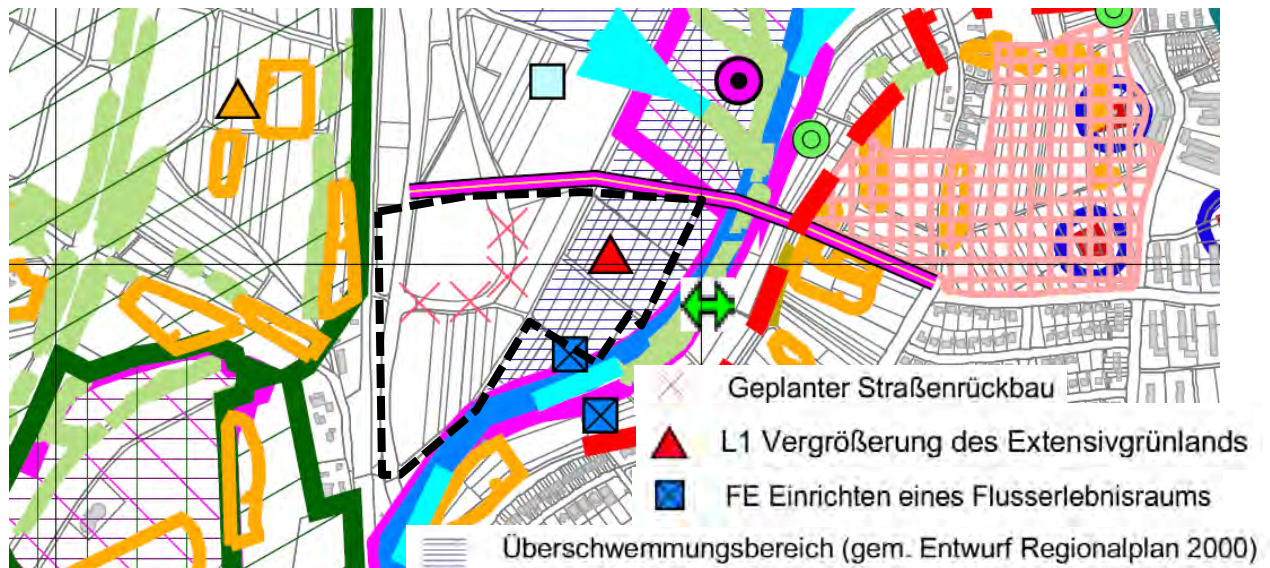 Geplanter Straßenrückbau
L1 Vergrößerung des Extensivgrünlands
FE Einrichten eines Flusserlebnisraums
Überschwemmungsbereich (gem. Entwurf Regionalplan 2000)